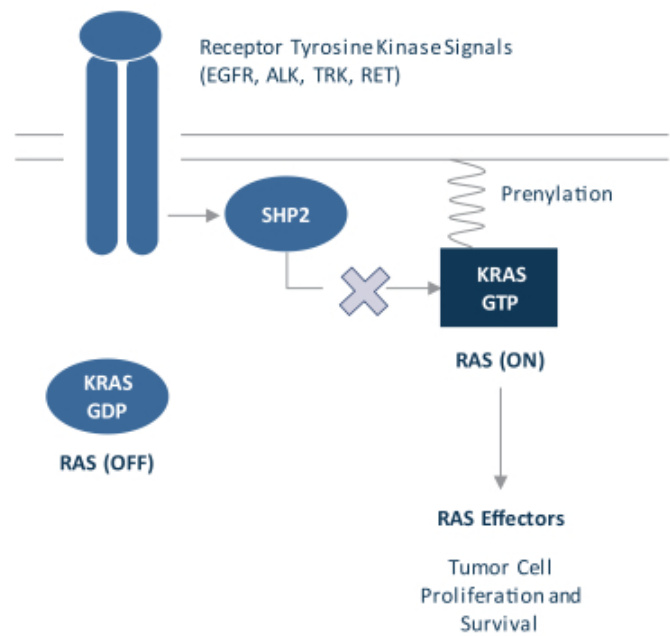 Receptor Tyrosine Kinase Signals
(EGFR, ALK, TRK, RET)
SHP2
Prenylation
KRAS
GTP
RAS (ON)
KRAS
GDP
RAS (OFF)
RAS Effectors
Tumor Cell
Proliferation and
Survival